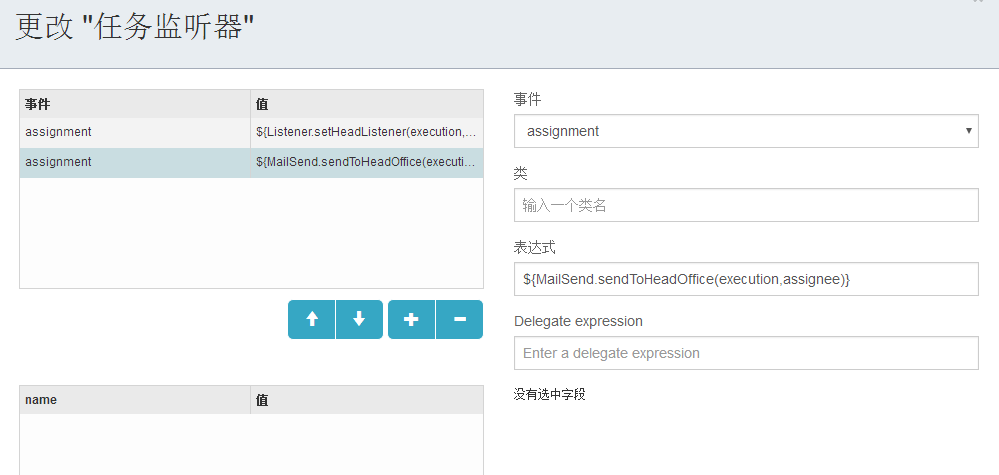 更改 "任务监听器"
事件 值
assignment ${Listener.setHeadListener(execution,...
assignment ${MailSend.sendToHeadOffice(executi...
name 值
事件
assignment
类
输入一个类名
表达式
${MailSend.sendToHeadOffice(execution,assignee)}
Delegate expression
Enter a delegate expression
没有选中字段